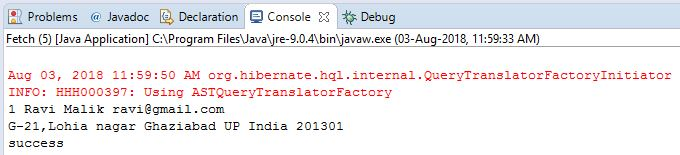 Problems @ Javadoc Declaration Console Debug
Fetch (5) [Java Application] C:\Program Files\Java\jre-9.0.4\bin\javaw.exe (03-Aug-2018, 11:59:33 AM)
Aug 03, 2018 11:59:50 AM org.hibernate.hql.internal.QueryTranslatorFactoryInitiator
INFO: HHH000397: Using ASTQueryTranslatorFactory
1 Ravi Malik ravi@gmail.com
G-21,Lohia nagar Ghaziabad UP India 201301
success